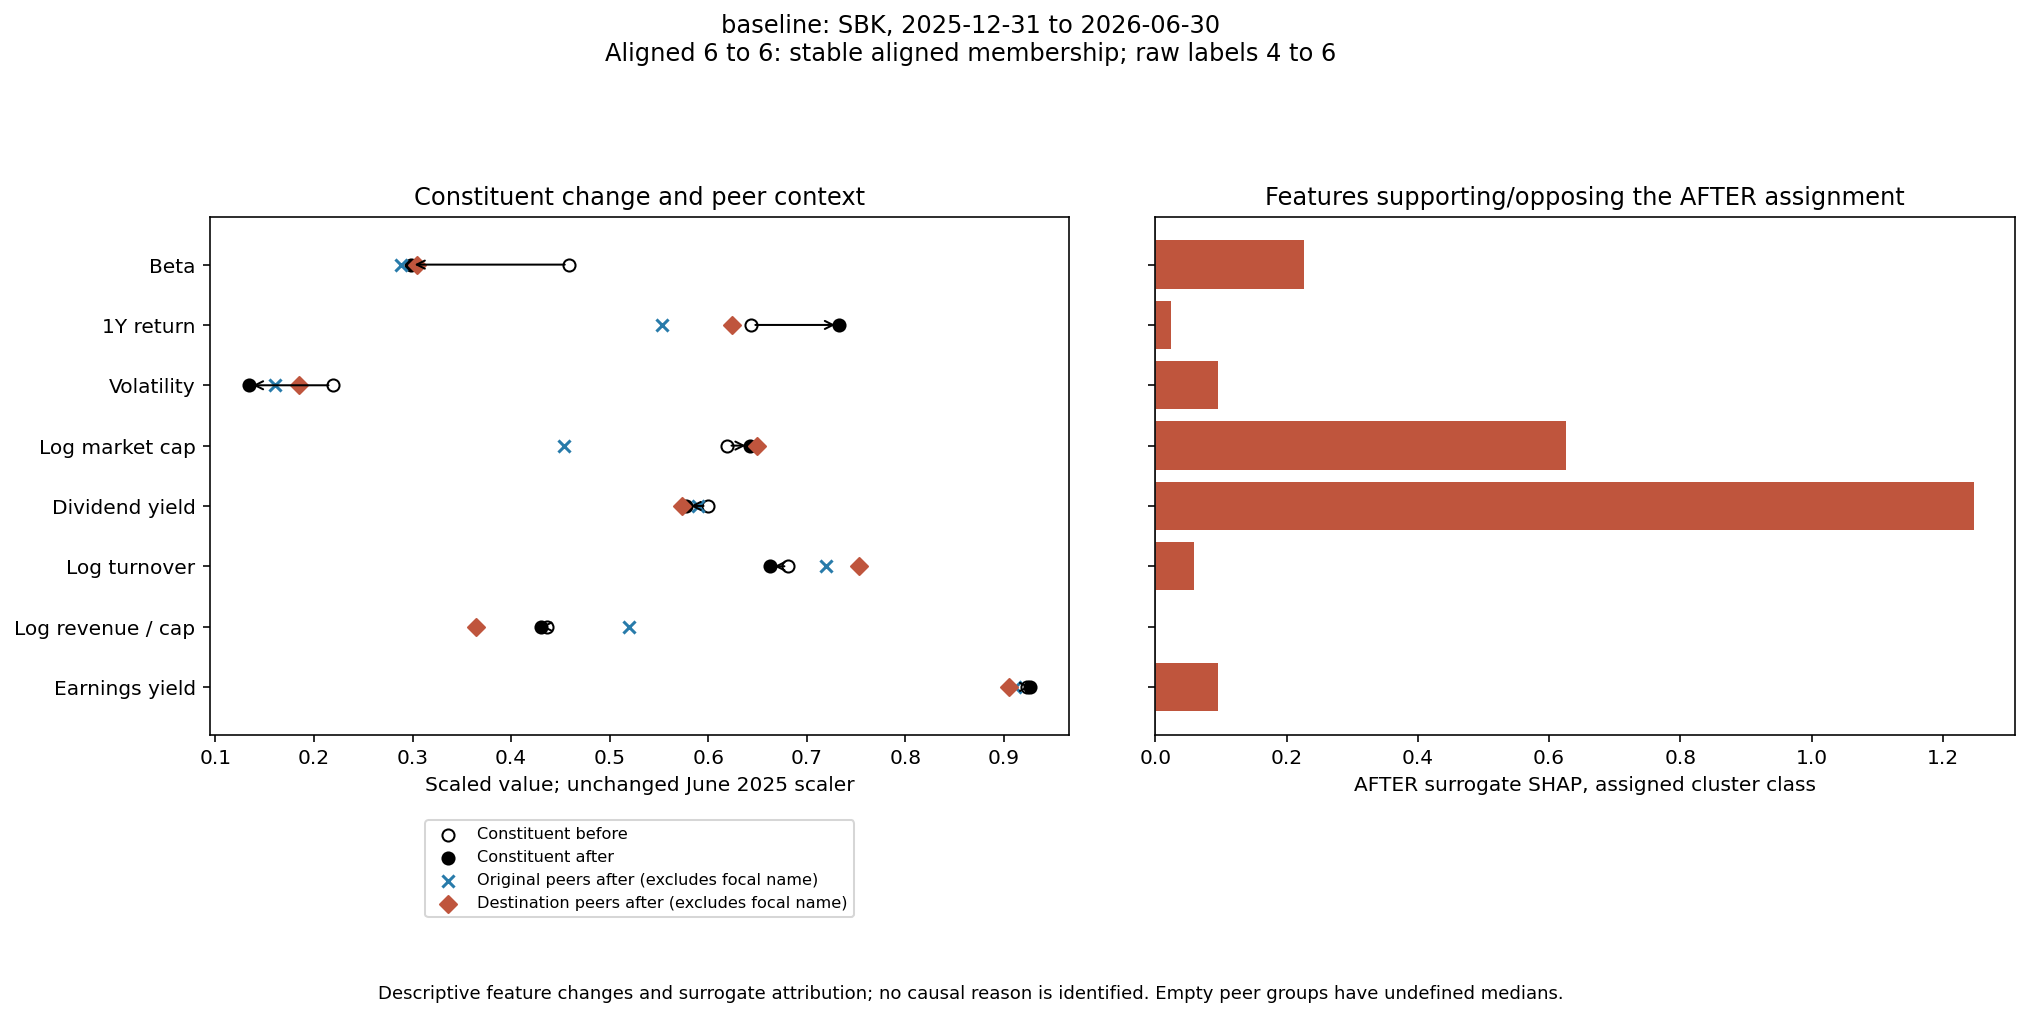 baseline: SBK, 2025-12-31 to 2026-06-30
Aligned 6 to 6: stable aligned membership; raw labels 4 to 6
Constituent change and peer context
Beta
1Y return
Volatility
Log market cap
Dividend yield
Log turnover
Log revenue / cap
Earnings yield
0.1 0.2 0.3 0.4 0.5 0.6 0.7 0.8 0.9
Scaled value; unchanged June 2025 scaler
Constituent before
Constituent after
Original peers after (excludes focal name)
Destination peers after (excludes focal name)
Features supporting/opposing the AFTER assignment
0.0 0.2 0.4 0.6 0.8 1.0 1.2
AFTER surrogate SHAP, assigned cluster class
Descriptive feature changes and surrogate attribution; no causal reason is identified. Empty peer groups have undefined medians.